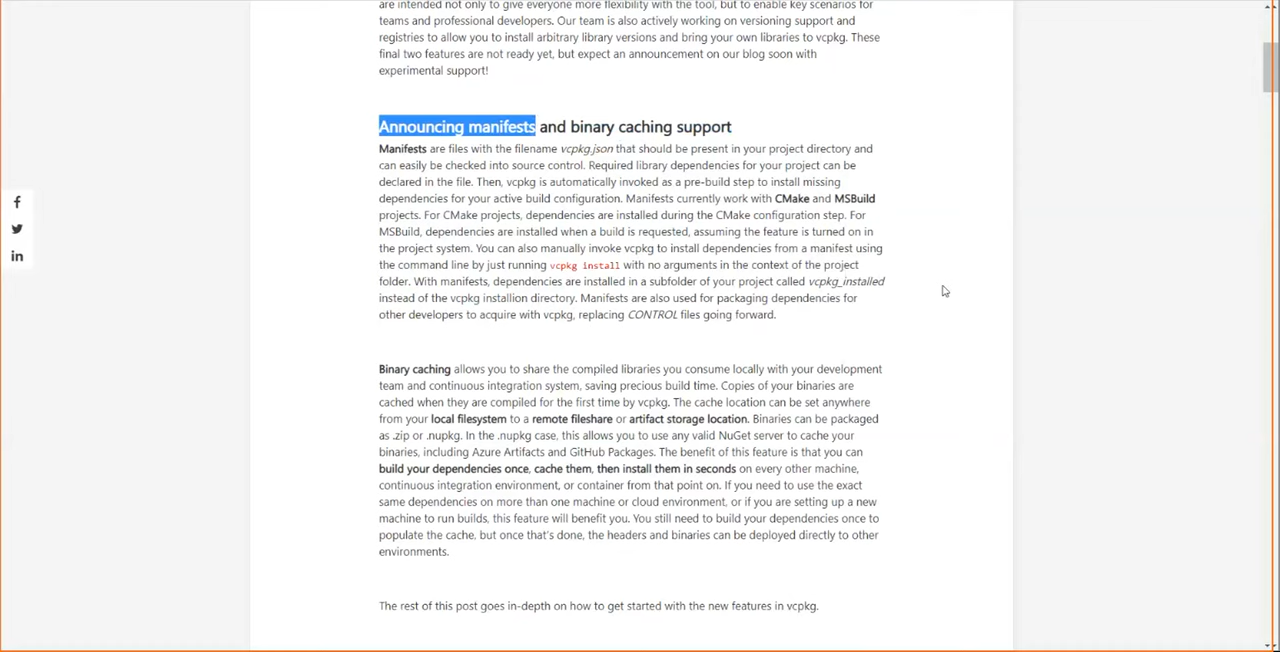 are intended not only to give everyone more flexibility with the tool, but to enable key scenarios for
teams and professional developers. Our team is also actively working on versioning support and
registries to allow you to install arbitrary library versions and bring your own libraries to vcpkg. These
final two features are not ready yet, but expect an announcement on our blog soon with
experimental support!
Announcing manifests and binary caching support
Manifests are files with the filename vcpkg.json that should be present in your project directory and
can easily be checked into source control. Required library dependencies for your project can be
declared in the file. Then, vcpkg is automatically invoked as a pre-build step to install missing
dependencies for your active build configuration. Manifests currently work with CMake and MSBuild
projects. For CMake projects, dependencies are installed during the CMake configuration step. For
MSBuild, dependencies are installed when a build is requested, assuming the feature is turned on in
the project system. You can also manually invoke vcpkg to install dependencies from a manifest using
the command line by just running vcpkg install with no arguments in the context of the project
folder. With manifests, dependencies are installed in a subfolder of your project called vcpkg_installed
instead of the vcpkg installion directory. Manifests are also used for packaging dependencies for
other developers to acquire with vcpkg, replacing CONTROL files going forward.
Binary caching allows you to share the compiled libraries you consume locally with your development
team and continuous integration system, saving precious build time. Copies of your binaries are
cached when they are compiled for the first time by vcpkg. The cache location can be set anywhere
from your local filesystem to a remote fileshare or artifact storage location. Binaries can be packaged
as .zip or .nupkg. In the .nupkg case, this allows you to use any valid NuGet server to cache your
binaries, including Azure Artifacts and GitHub Packages. The benefit of this feature is that you can
build your dependencies once, cache them, then install them in seconds on every other machine,
continuous integration environment, or container from that point on. If you need to use the exact
same dependencies on more than one machine or cloud environment, or if you are setting up a new
machine to run builds, this feature will benefit you. You still need to build your dependencies once to
populate the cache, but once that's done, the headers and binaries can be deployed directly to other
environments.
The rest of this post goes in-depth on how to get started with the new features in vcpkg.